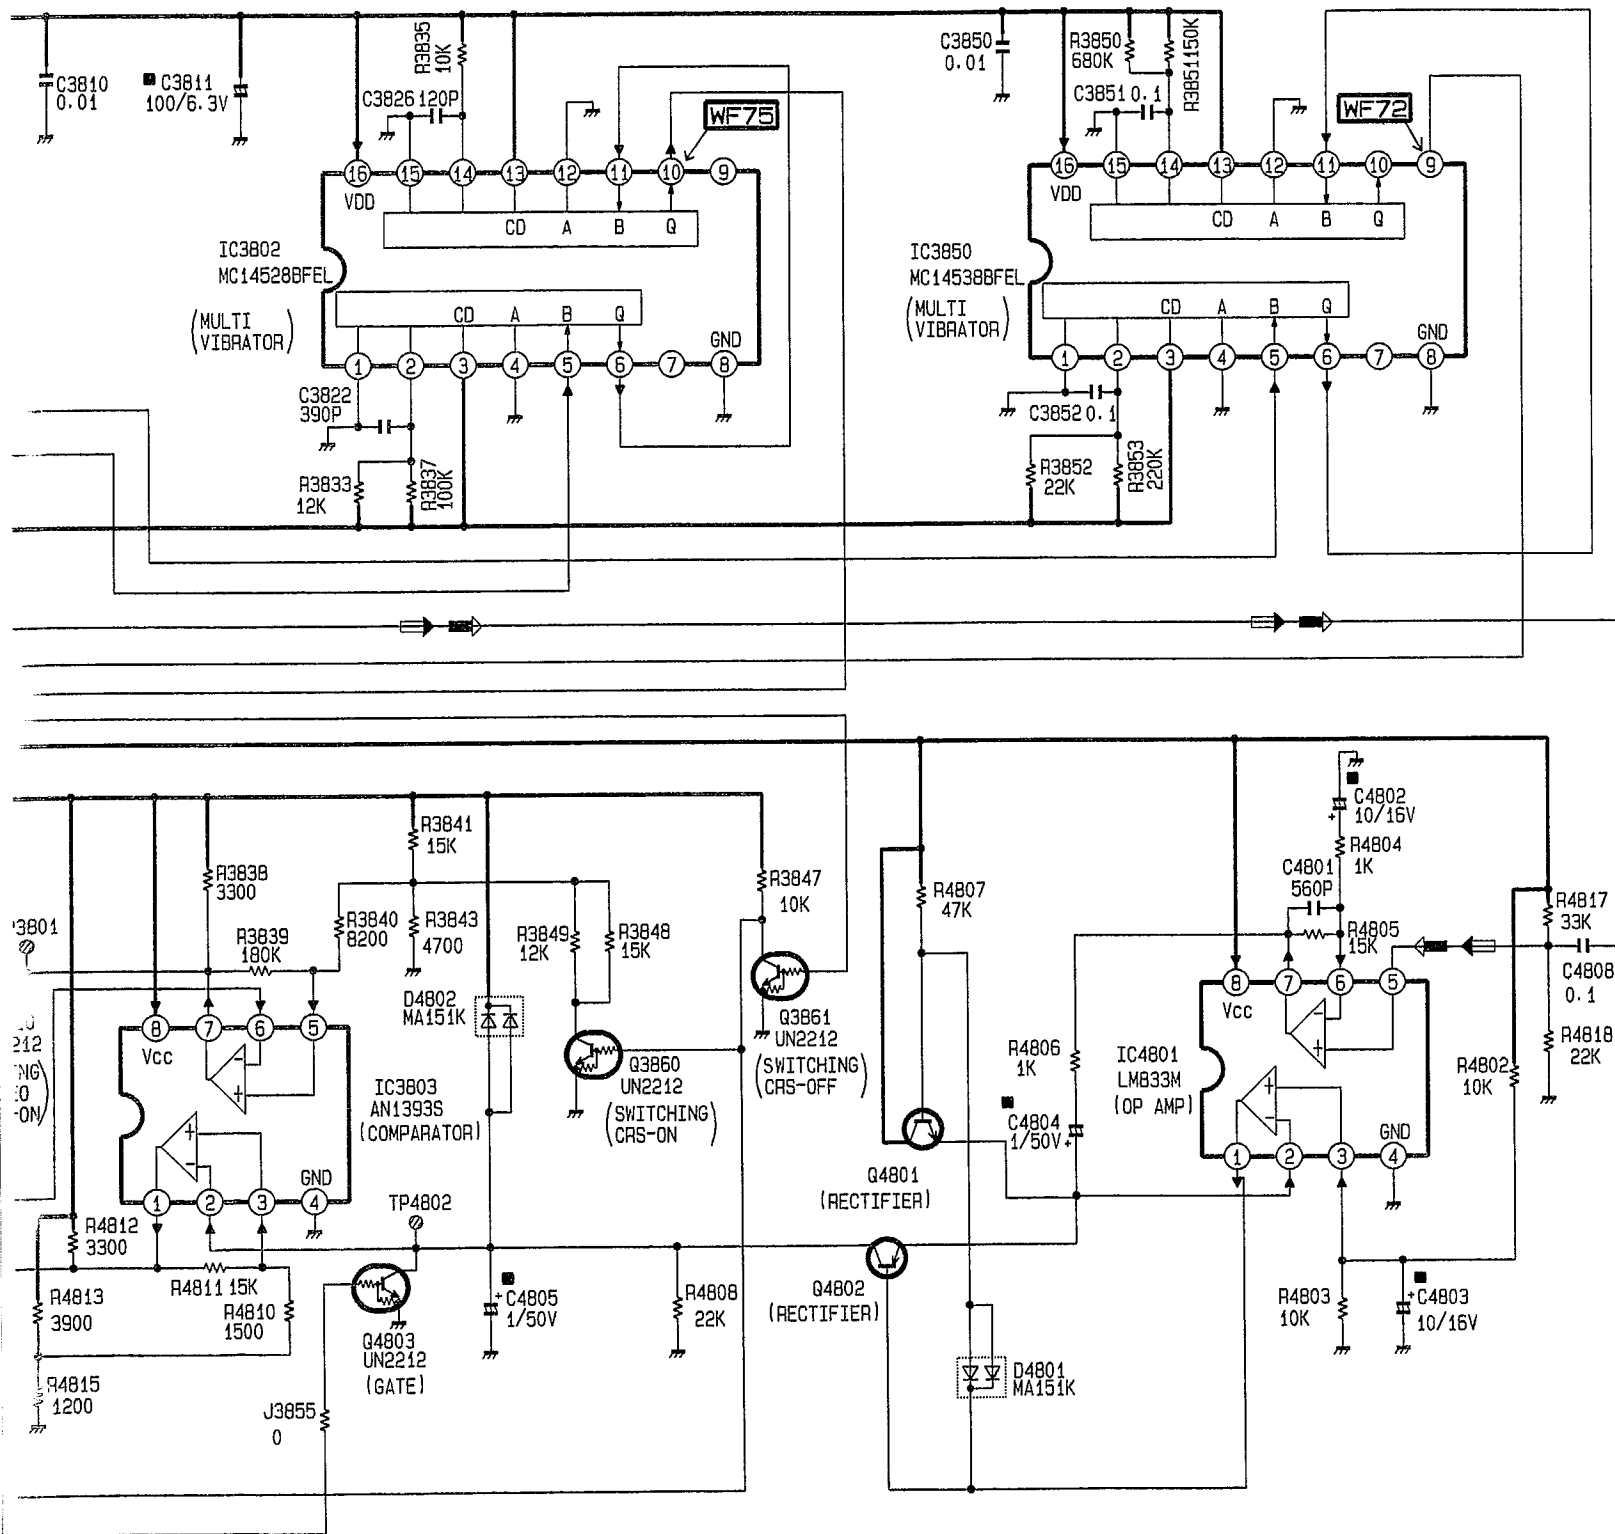 C3810
0.01
C3811
100/6.3V
R3835
10K
C3826 120P
WF75
16
15
14
13
12
11
10
9
VDD
CD
A
B
Q
IC3802
MC14528BFEL
(MULTI
VIBRATOR)
CD
A
B
Q
GND
1
2
3
4
5
6
7
8
C3822
390P
R3833
12K
R3837
100K
C3850
0.01
R3850
680K
R3851 150K
C3851 0.1
WF72
16
15
14
13
12
11
10
9
VDD
CD
A
B
Q
IC3850
MC14538BFEL
(MULTI
VIBRATOR)
CD
A
B
Q
GND
1
2
3
4
5
6
7
8
C3852 0.1
R3852
22K
R3853
220K
R3841
15K
R3838
3300
R3840
8200
R3843
4700
R3839
180K
R3849
12K
R3848
15K
R3847
10K
3801
212
-ON)
D4802
MA151K
8
7
6
5
Vcc
-
+
+
-
GND
1
2
3
4
IC3803
AN1393S
(COMPARATOR)
Q3860
UN2212
(SWITCHING)
CRS-ON
Q3861
UN2212
(SWITCHING)
CRS-OFF
R4812
3300
R4811 15K
R4813
3900
R4810
1500
R4815
1200
TP4802
Q4803
UN2212
(GATE)
J3855
0
+ C4805
1/50V
R4808
22K
R4807
47K
Q4801
(RECTIFIER)
Q4802
(RECTIFIER)
D4801
MA151K
R4806
1K
C4804
1/50V +
C4802
+ 10/16V
R4804
1K
C4801
560P
R4805
15K
R4817
33K
C4808
0.1
R4818
22K
R4802
10K
8
7
6
5
Vcc
-
+
+
-
GND
1
2
3
4
IC4801
LM833M
(OP AMP)
R4803
10K
+ C4803
10/16V